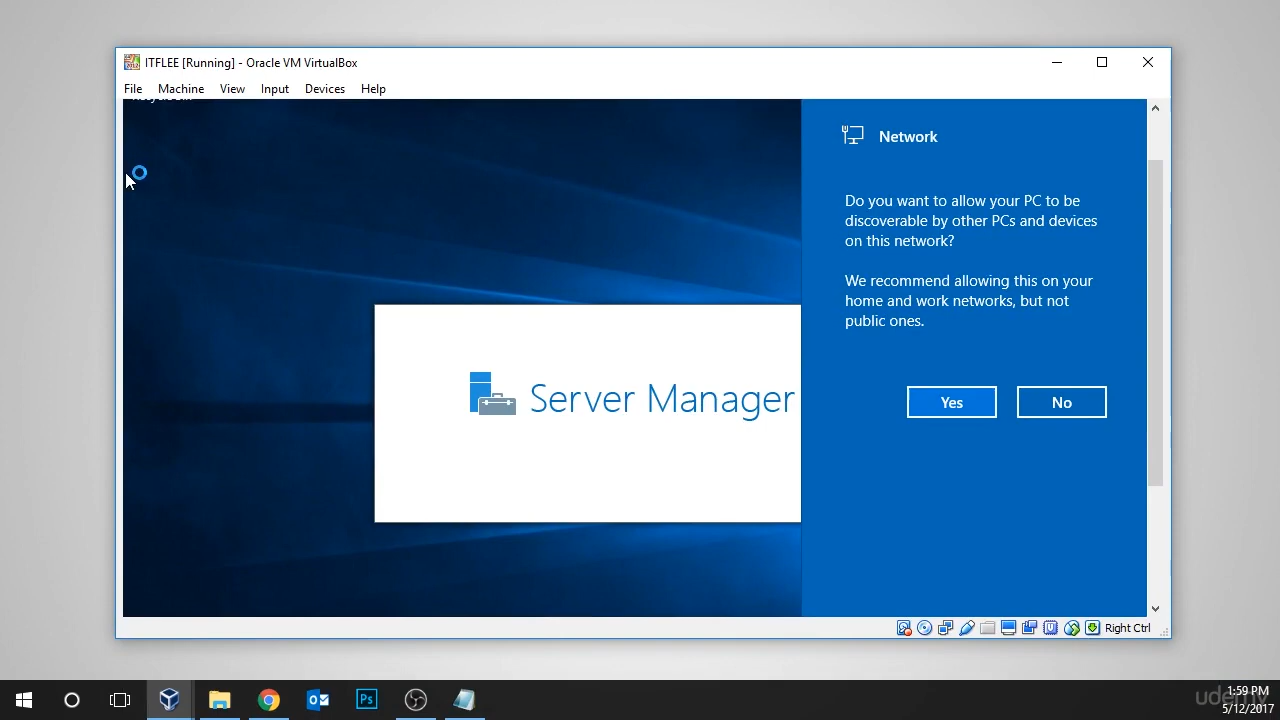 ITFLEE [Running] - Oracle VM VirtualBox
File Machine View Input Devices Help
Network
Do you want to allow your PC to be
discoverable by other PCs and devices
on this network?
We recommend allowing this on your
home and work networks, but not
public ones.
Yes No
Server Manager
Right Ctrl
Ps
1:59 PM
5/12/2017